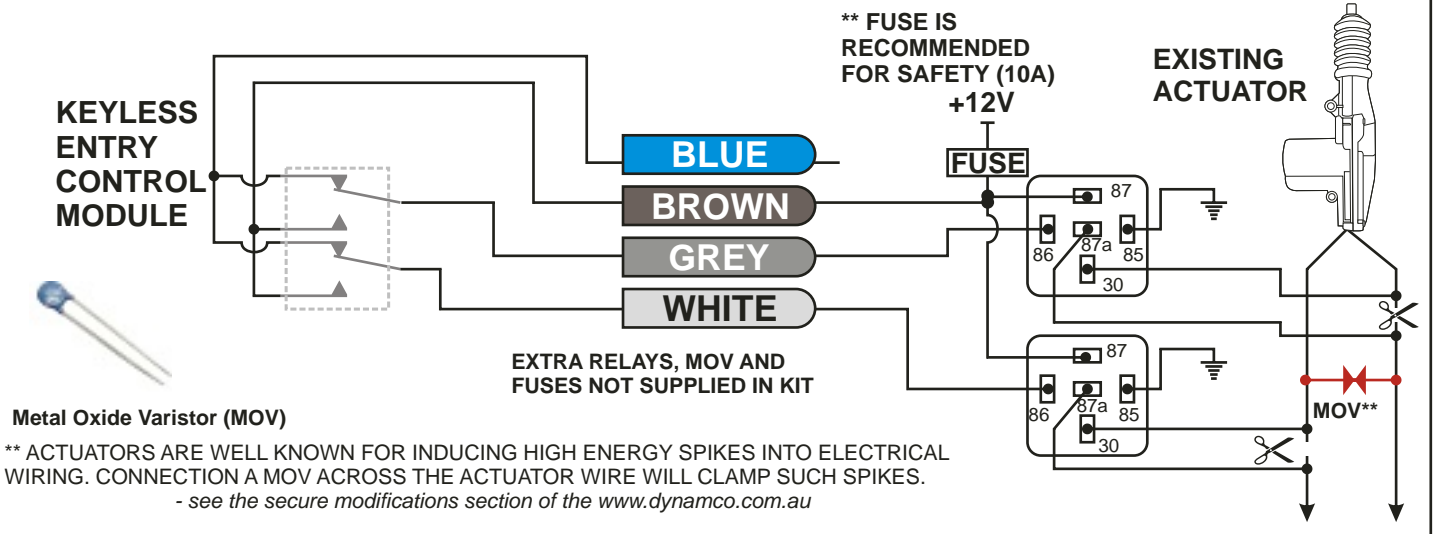 ** FUSE IS
RECOMMENDED
FOR SAFETY (10A)
+12V
EXISTING
ACTUATOR
KEYLESS
ENTRY
CONTROL
MODULE
BLUE
FUSE
BROWN
87
GREY
86
87a
85
30
WHITE
EXTRA RELAYS, MOV AND
FUSES NOT SUPPLIED IN KIT
87
86
87a
85
30
MOV**
Metal Oxide Varistor (MOV)
** ACTUATORS ARE WELL KNOWN FOR INDUCING HIGH ENERGY SPIKES INTO ELECTRICAL
WIRING. CONNECTION A MOV ACROSS THE ACTUATOR WIRE WILL CLAMP SUCH SPIKES.
- see the secure modifications section of the www.dynamco.com.au